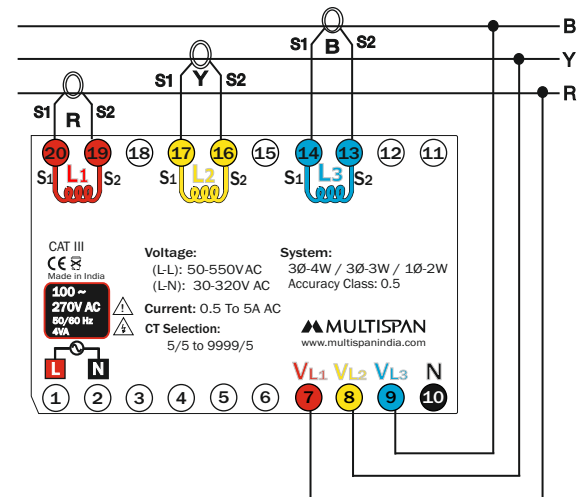 B
Y
R
S1 B S2
S1 Y S2
S1 R S2
20 19 18 17 16 15 14 13 12 11
S1 L1 S2 S1 L2 S2 S1 L3 S2
CAT III
CE
Made in India
100 ~
270V AC
50/60 Hz
4VA
L N
Voltage:
(L-L): 50-550V AC
(L-N): 30-320V AC
Current: 0.5 To 5A AC
CT Selection:
5/5 to 9999/5
System:
3Ø-4W / 3Ø-3W / 1Ø-2W
Accuracy Class: 0.5
MULTISPAN
www.multispanindia.com
VL1 VL2 VL3 N
1 2 3 4 5 6 7 8 9 10